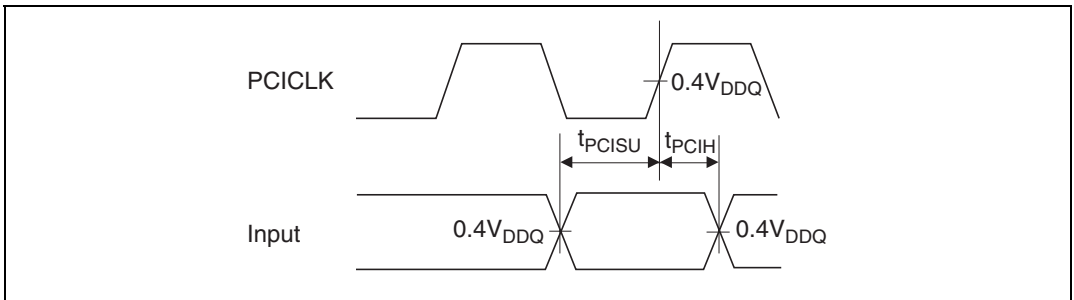 PCICLK
0.4VDDQ
tPCISU
tPCIH
Input
0.4VDDQ
0.4VDDQ